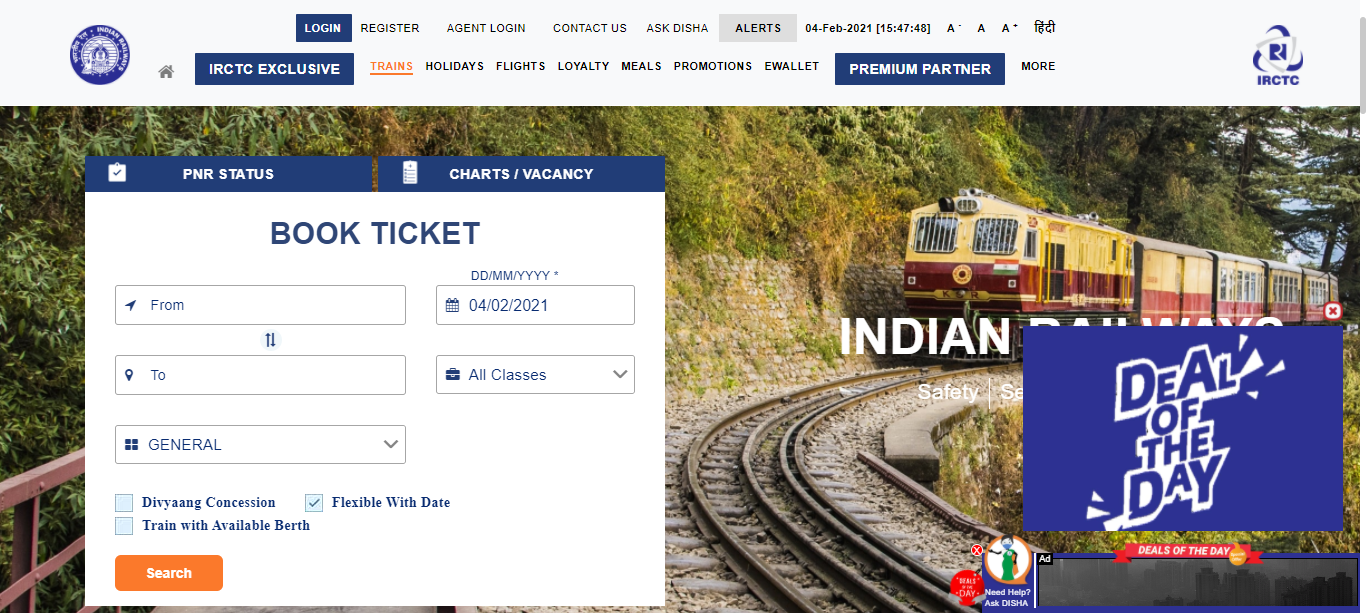 LOGIN REGISTER AGENT LOGIN CONTACT US ASK DISHA ALERTS 04-Feb-2021 [15:47:48] A - A A + हिंदी
INDIAN RAILWAYS
IRCTC EXCLUSIVE TRAINS HOLIDAYS FLIGHTS LOYALTY MEALS PROMOTIONS EWALLET PREMIUM PARTNER MORE
IRCTC
PNR STATUS CHARTS / VACANCY
BOOK TICKET
DD/MM/YYYY *
From 04/02/2021
To All Classes
GENERAL
Divyaang Concession Flexible With Date
Train with Available Berth
Search
INDIAN RAILWAYS
Safety
DEAL
OF
THE
DAY
DEALS OF THE DAY
Ad
DEALS
OF THE
DAY
Need Help?
Ask DISHA